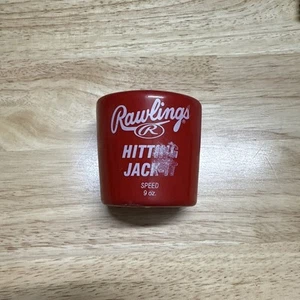 Rawlings
R
HITTING
JACK-IT
SPEED
9 oz.